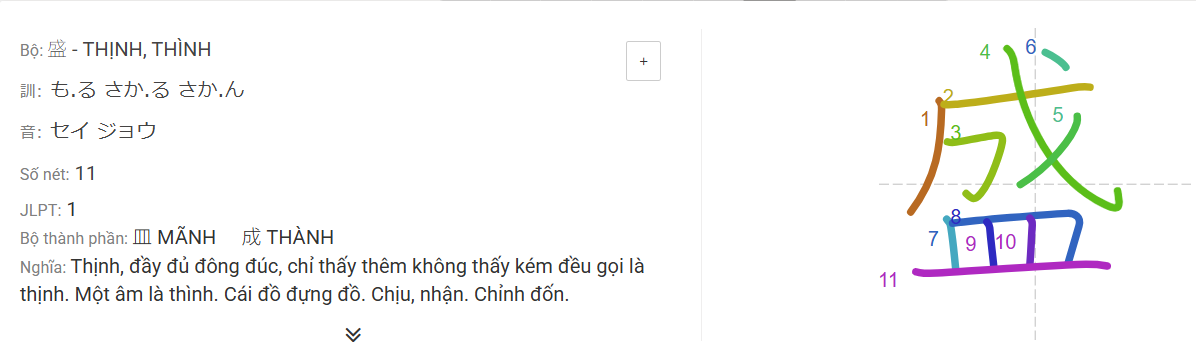 Bộ: 盛 - THỊNH, THÌNH
+
訓: も.る さか.る さか.ん
音: セイ ジョウ
Số nét: 11
JLPT: 1
Bộ thành phần: 皿 MÃNH 成 THÀNH
Nghĩa: Thịnh, đầy đủ đông đúc, chỉ thấy thêm không thấy kém đều gọi là
thịnh. Một âm là thình. Cái đồ đựng đồ. Chịu, nhận. Chỉnh đốn.
盛
4 6
2
1 5
3
8
7 9 10
11